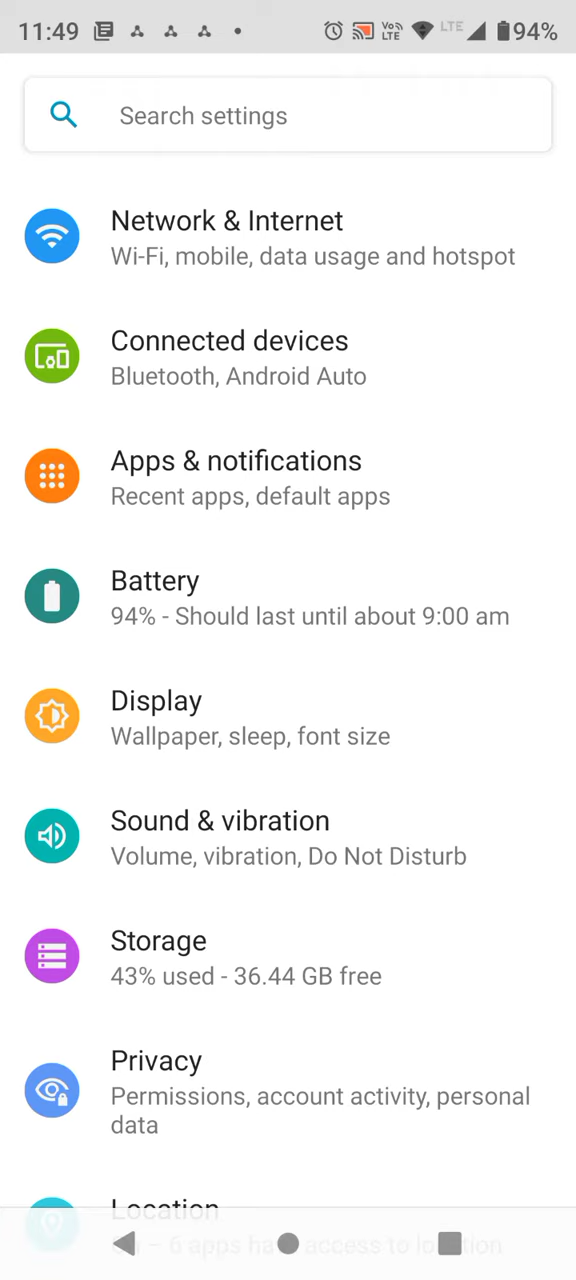 11:49 LTE 94%
Search settings
Network & Internet
Wi-Fi, mobile, data usage and hotspot
Connected devices
Bluetooth, Android Auto
Apps & notifications
Recent apps, default apps
Battery
94% - Should last until about 9:00 am
Display
Wallpaper, sleep, font size
Sound & vibration
Volume, vibration, Do Not Disturb
Storage
43% used - 36.44 GB free
Privacy
Permissions, account activity, personal
data
Location
– 6 apps access to